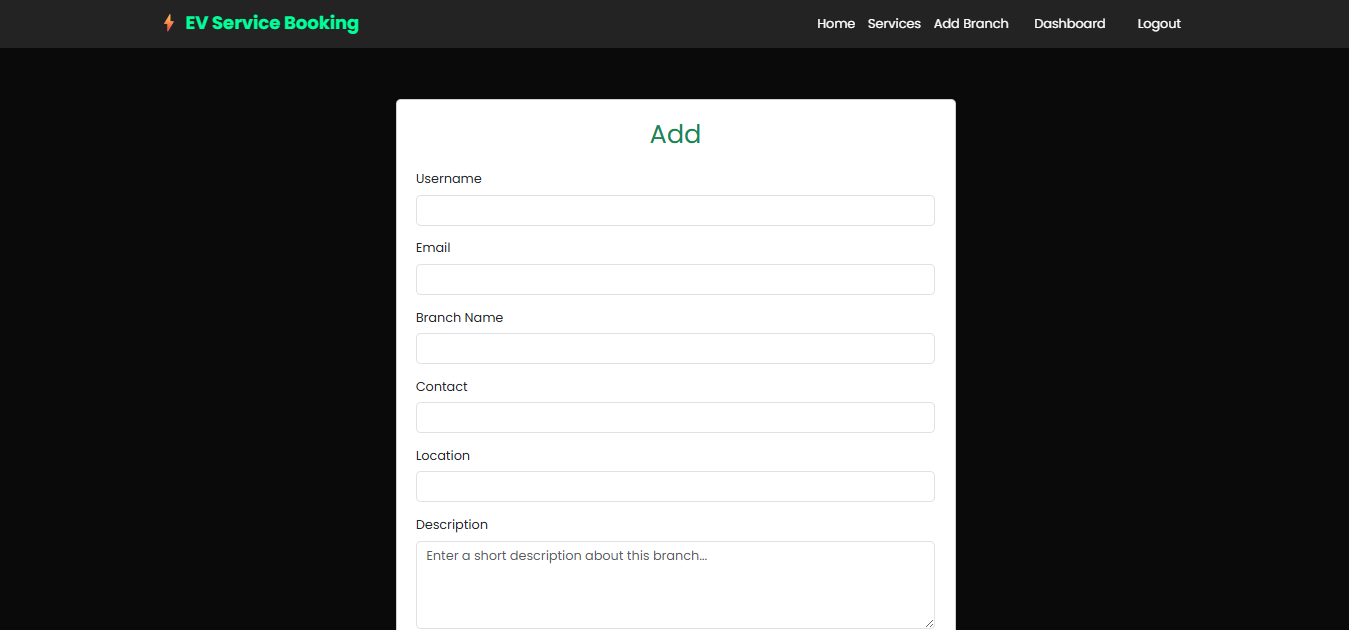 EV Service Booking
Home Services Add Branch Dashboard Logout
Add
Username
Email
Branch Name
Contact
Location
Description
Enter a short description about this branch...